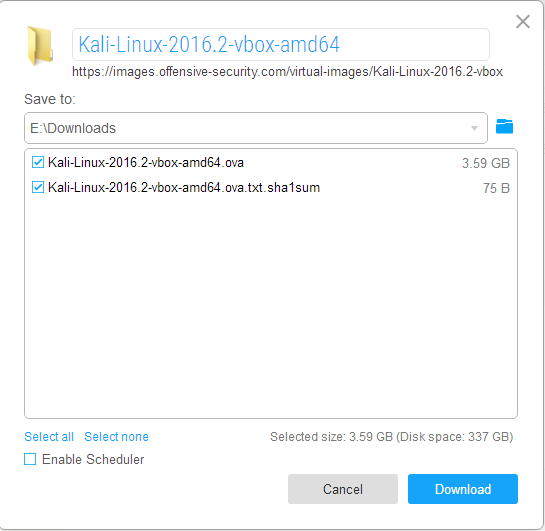 Kali-Linux-2016.2-vbox-amd64
https://images.offensive-security.com/virtual-images/Kali-Linux-2016.2-vbox
Save to:
E:\Downloads
Kali-Linux-2016.2-vbox-amd64.ova 3.59 GB
Kali-Linux-2016.2-vbox-amd64.ova.txt.sha1sum 75 B
Select all Select none Selected size: 3.59 GB (Disk space: 337 GB)
Enable Scheduler
Cancel Download